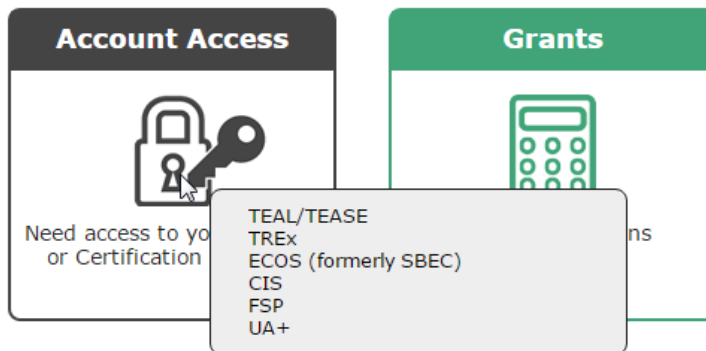 Account Access
Grants
Need access to yo
or Certification
TEAL/TEASE
TREx
ECOS (formerly SBEC)
CIS
FSP
UA+
ns